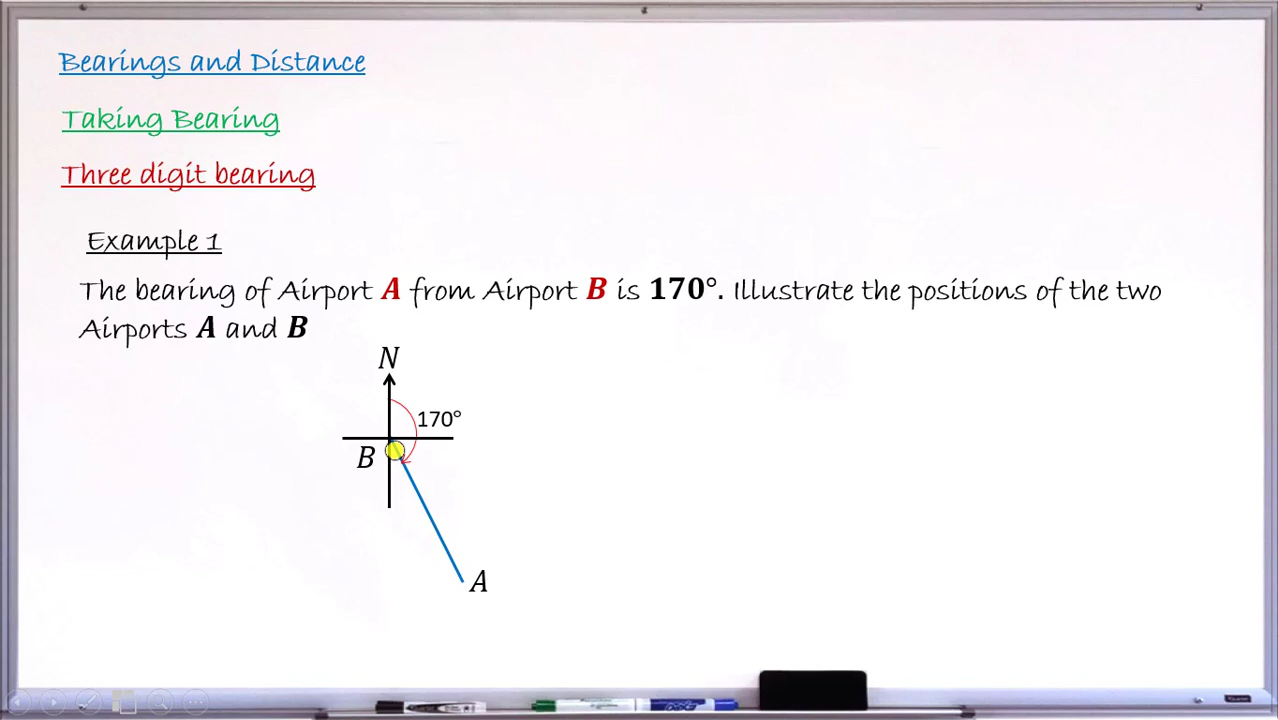 Bearings and Distance
Taking Bearing
Three digit bearing
Example 1
The bearing of Airport A from Airport B is 170°. Illustrate the positions of the two
Airports A and B
N
170°
B
A